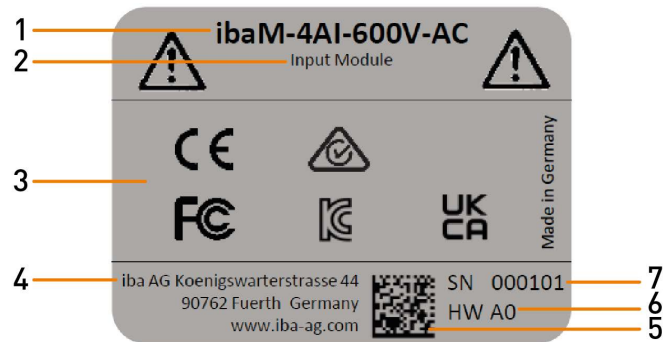 1
ibaM-4AI-600V-AC
2
Input Module
3
CE
FC
KC
UK
CA
Made in Germany
4
iba AG Koenigswarterstrasse 44
90762 Fuerth Germany
www.iba-ag.com
SN 000101
7
HW A0
6
5